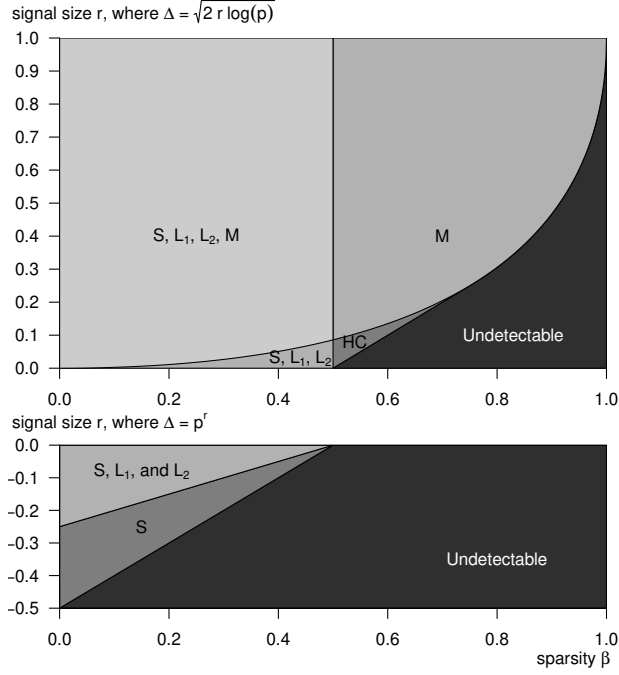 signal size r, where Δ = √2 r log(p)
1.0
0.9
0.8
0.7
0.6
0.5
0.4
0.3
0.2
0.1
0.0
S, L₁, L₂, M
M
HC
S, L₁, L₂
Undetectable
0.0 0.2 0.4 0.6 0.8 1.0
signal size r, where Δ = pʳ
0.0
−0.1
−0.2
−0.3
−0.4
−0.5
S, L₁, and L₂
S
Undetectable
0.0 0.2 0.4 0.6 0.8 1.0
sparsity β